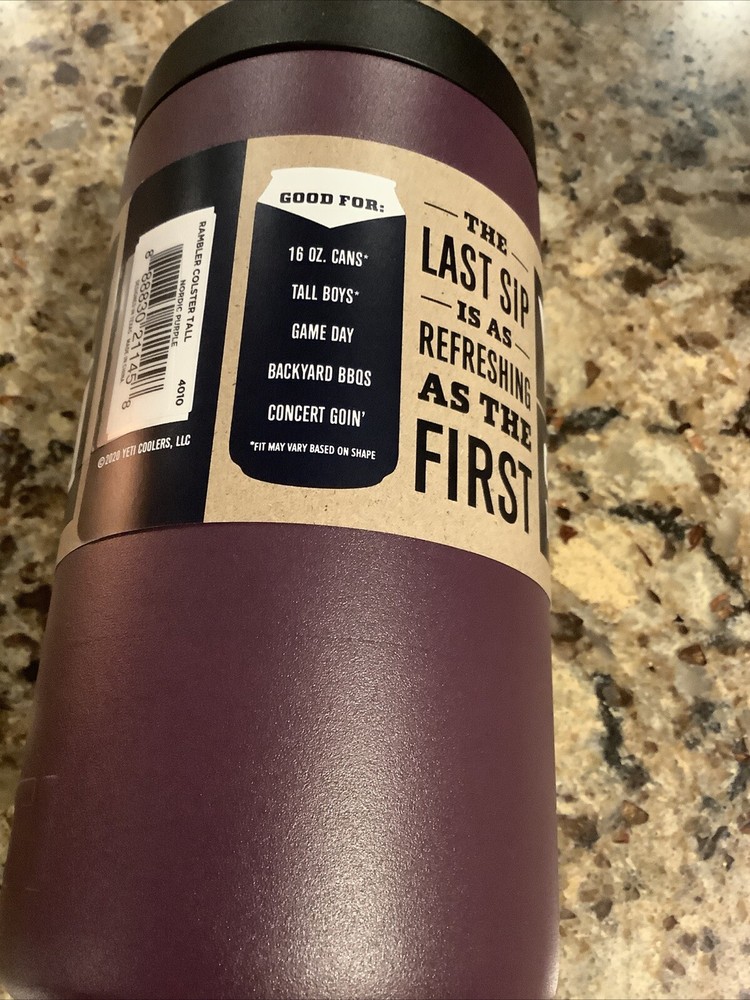 RAMBLER COLSTER TALL
NORDIC PURPLE
8 88830 21145 8
4010
©2020 YETI COOLERS, LLC
GOOD FOR:
16 OZ. CANS*
TALL BOYS*
GAME DAY
BACKYARD BBQS
CONCERT GOIN'
*FIT MAY VARY BASED ON SHAPE
THE
LAST SIP
IS AS
REFRESHING
AS THE
FIRST